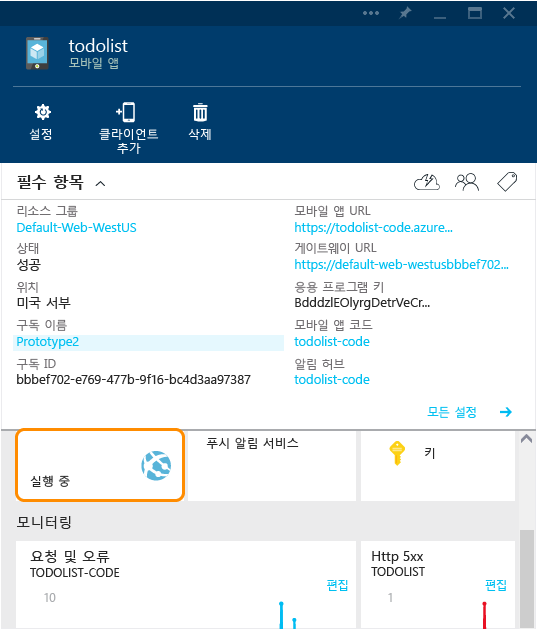 todolist
모바일 앱
설정
클라이언트
추가
삭제
필수 항목
리소스 그룹
Default-Web-WestUS
상태
성공
위치
미국 서부
구독 이름
Prototype2
구독 ID
bbbef702-e769-477b-9f16-bc4d3aa97387
모바일 앱 URL
https://todolist-code.azure...
게이트웨이 URL
https://default-web-westusbbbef702...
응용 프로그램 키
BdddzlEOlyrgDetrVeCr...
모바일 앱 코드
todolist-code
알림 허브
todolist-code
모든 설정
실행 중
푸시 알림 서비스
키
모니터링
요청 및 오류
TODOLIST-CODE
편집
10
Http 5xx
TODOLIST
편집
1